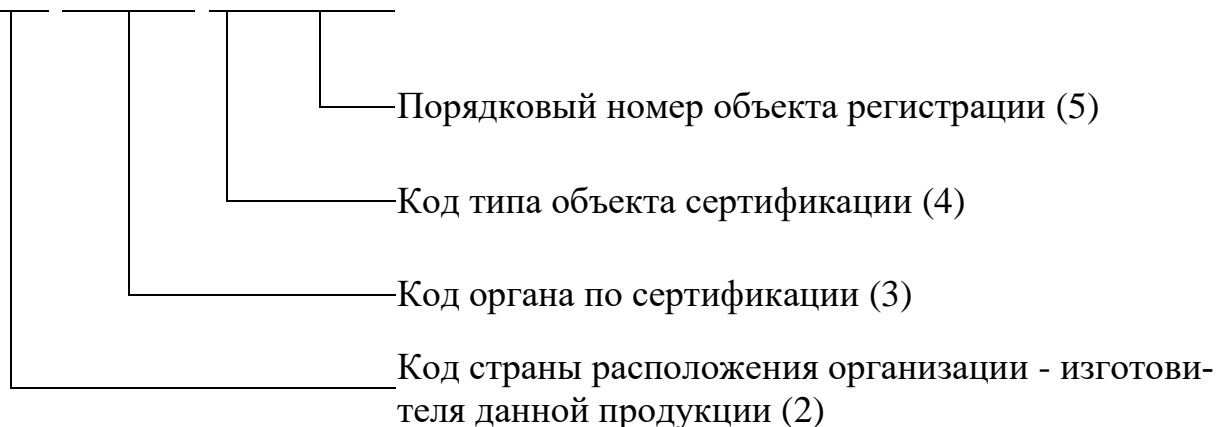 Порядковый номер объекта регистрации (5)
Код типа объекта сертификации (4)
Код органа по сертификации (3)
Код страны расположения организации - изготови-
теля данной продукции (2)